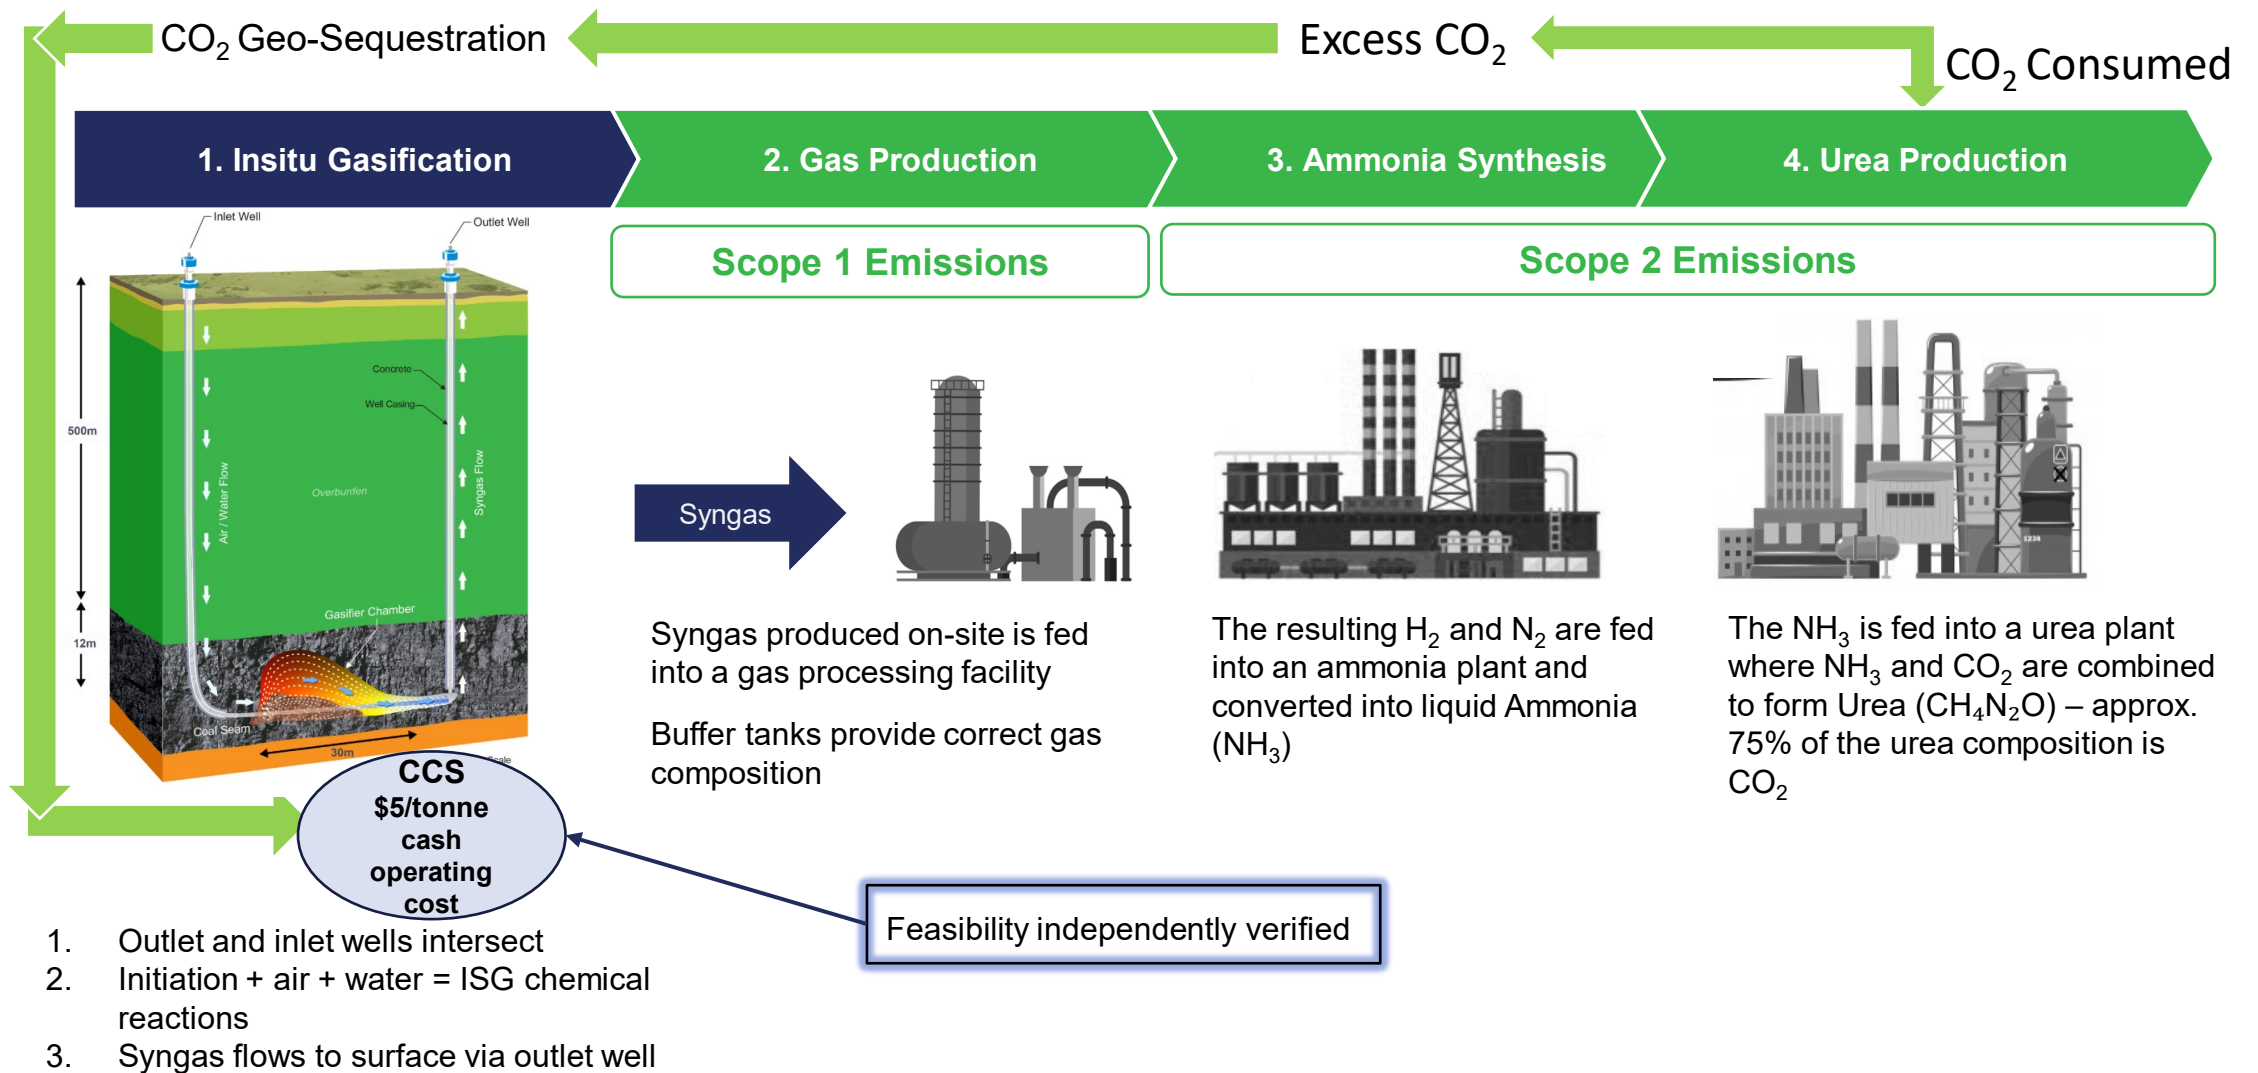 CO₂ Geo-Sequestration
Excess CO₂
CO₂ Consumed
1. Insitu Gasification
2. Gas Production
3. Ammonia Synthesis
4. Urea Production
Scope 1 Emissions
Scope 2 Emissions
Inlet Well
Outlet Well
Concrete
Well Casing
500m
Air / Water Flow
Overburden
Syngas Flow
Gasifier Chamber
12m
Coal Seam
30m
Scale
Syngas
1234
Syngas produced on-site is fed
into a gas processing facility
Buffer tanks provide correct gas
composition
The resulting H₂ and N₂ are fed
into an ammonia plant and
converted into liquid Ammonia
(NH₃)
The NH₃ is fed into a urea plant
where NH₃ and CO₂ are combined
to form Urea (CH₄N₂O) – approx.
75% of the urea composition is
CO₂
CCS
$5/tonne
cash
operating
cost
Feasibility independently verified
1. Outlet and inlet wells intersect
2. Initiation + air + water = ISG chemical
reactions
3. Syngas flows to surface via outlet well